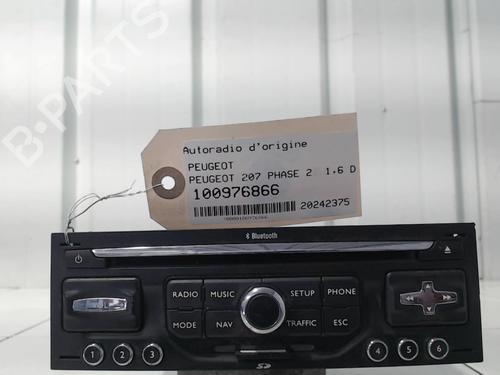 B-PARTS
Autoradio d'origine
PEUGEOT
PEUGEOT 207 PHASE 2 1.6 D
100976866
20242375
Bluetooth
RADIO MUSIC SETUP PHONE
MODE NAV TRAFFIC ESC
1 2 3 4 5 6
SD